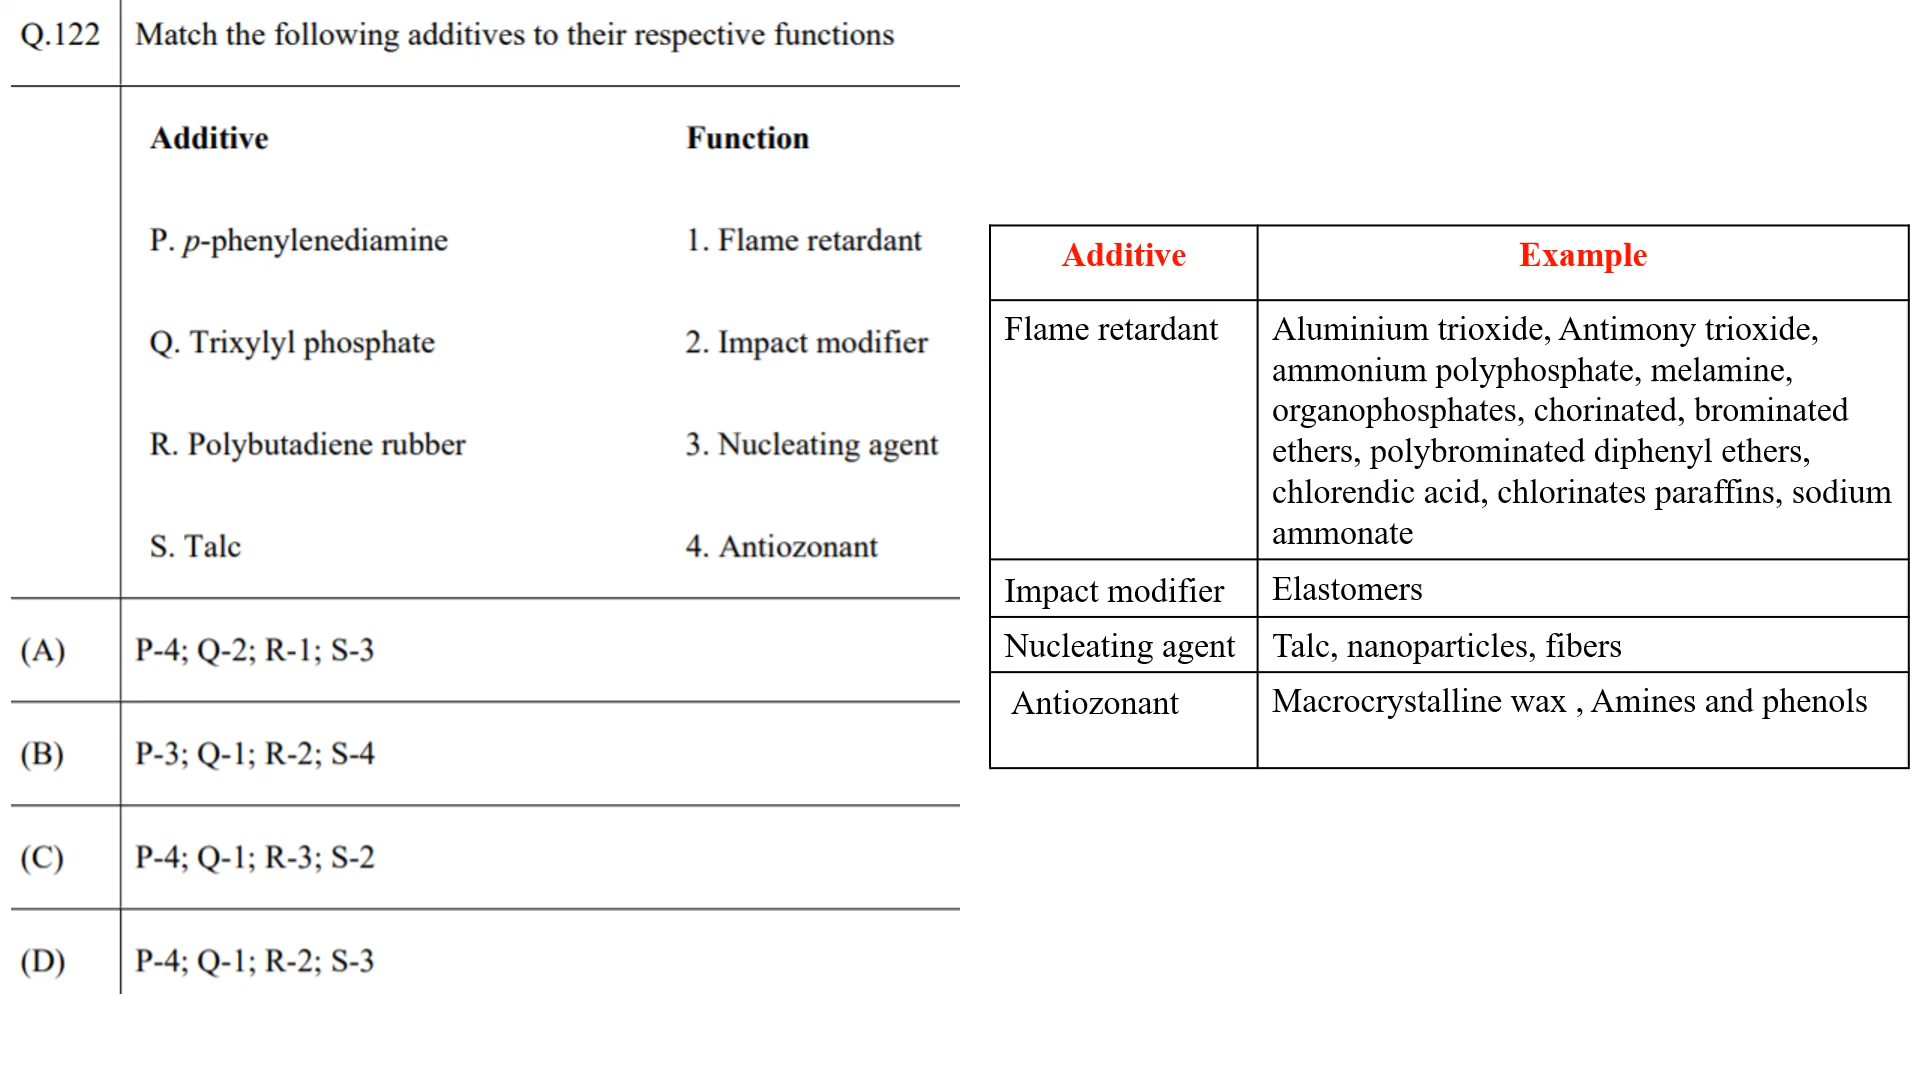 Q.122 Match the following additives to their respective functions
Additive Function
P. p-phenylenediamine 1. Flame retardant
Q. Trixylyl phosphate 2. Impact modifier
R. Polybutadiene rubber 3. Nucleating agent
S. Talc 4. Antiozonant
(A) P-4; Q-2; R-1; S-3
(B) P-3; Q-1; R-2; S-4
(C) P-4; Q-1; R-3; S-2
(D) P-4; Q-1; R-2; S-3
Additive Example
Flame retardant Aluminium trioxide, Antimony trioxide,
ammonium polyphosphate, melamine,
organophosphates, chorinated, brominated
ethers, polybrominated diphenyl ethers,
chlorendic acid, chlorinates paraffins, sodium
ammonate
Impact modifier Elastomers
Nucleating agent Talc, nanoparticles, fibers
Antiozonant Macrocrystalline wax , Amines and phenols